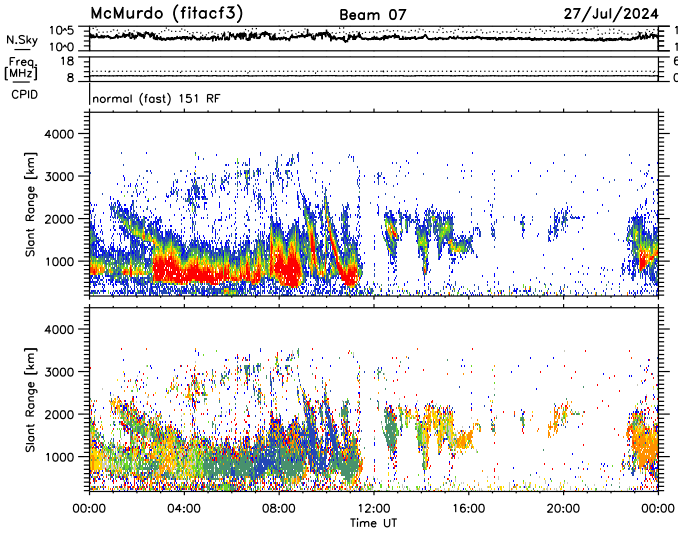 McMurdo (fitacf3) Beam 07 27/Jul/2024
N.Sky 10^5 10^0
Freq. [MHz] 18 8 6 0
CPID normal (fast) 151 RF
Slant Range [km] 4000 3000 2000 1000
Slant Range [km] 4000 3000 2000 1000
00:00 04:00 08:00 12:00 16:00 20:00 00:00
Time UT